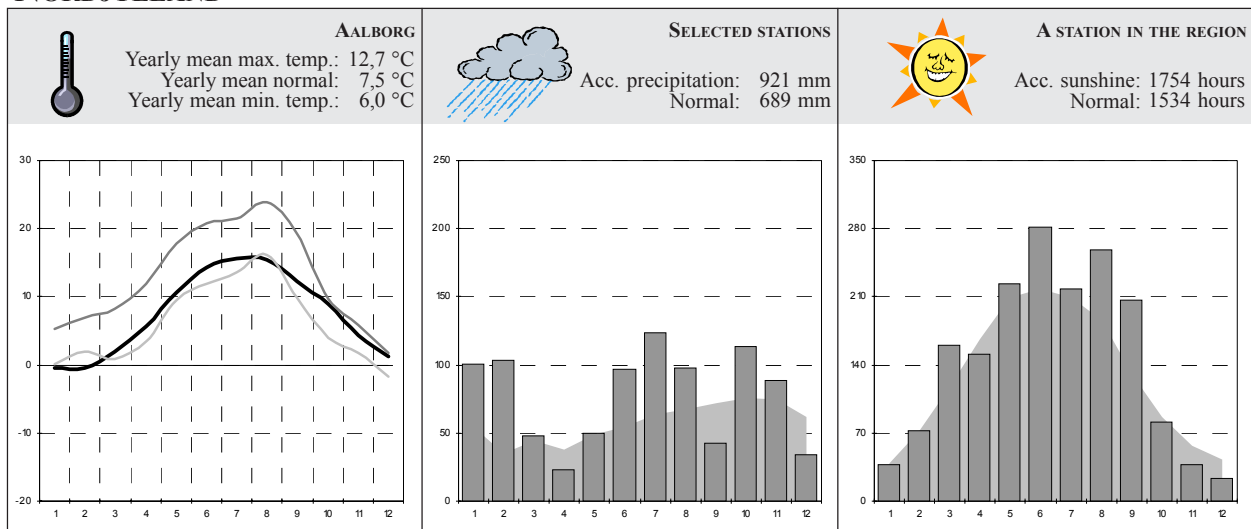 AALBORG
Yearly mean max. temp.: 12,7 °C
Yearly mean normal: 7,5 °C
Yearly mean min. temp.: 6,0 °C
SELECTED STATIONS
Acc. precipitation: 921 mm
Normal: 689 mm
A STATION IN THE REGION
Acc. sunshine: 1754 hours
Normal: 1534 hours
30
20
10
0
-10
-20
1 2 3 4 5 6 7 8 9 10 11 12
250
200
150
100
50
0
1 2 3 4 5 6 7 8 9 10 11 12
350
280
210
140
70
0
1 2 3 4 5 6 7 8 9 10 11 12